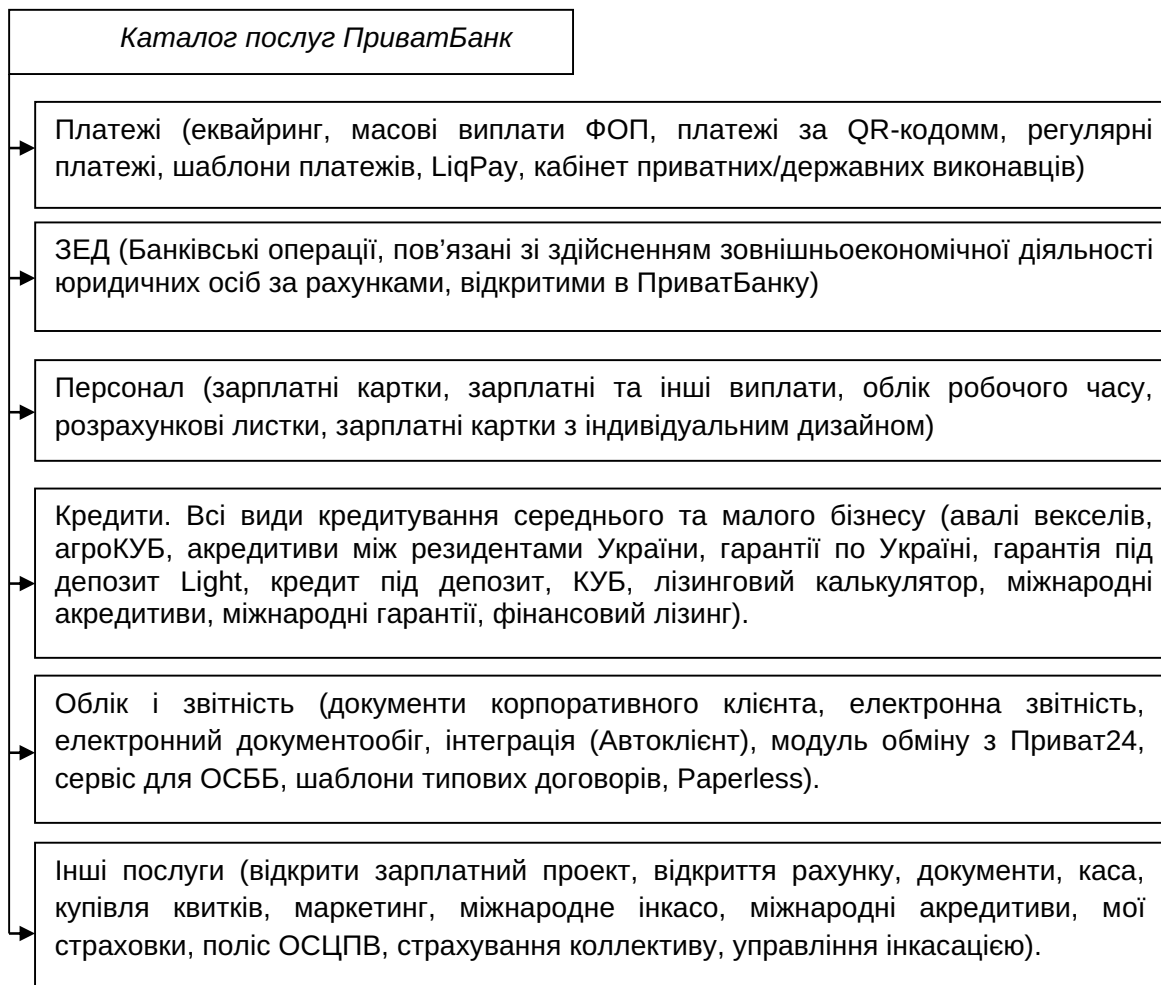 Каталог послуг ПриватБанк
Платежі (еквайринг, масові виплати ФОП, платежі за QR-кодомм, регулярні
платежі, шаблони платежів, LiqPay, кабінет приватних/державних виконавців)
ЗЕД (Банківські операції, пов’язані зі здійсненням зовнішньоекономічної діяльності
юридичних осіб за рахунками, відкритими в ПриватБанку)
Персонал (зарплатні картки, зарплатні та інші виплати, облік робочого часу,
розрахункові листки, зарплатні картки з індивідуальним дизайном)
Кредити. Всі види кредитування середнього та малого бізнесу (авалі векселів,
агроКУБ, акредитиви між резидентами України, гарантії по Україні, гарантія під
депозит Light, кредит під депозит, КУБ, лізинговий калькулятор, міжнародні
акредитиви, міжнародні гарантії, фінансовий лізинг).
Облік і звітність (документи корпоративного клієнта, електронна звітність,
електронний документообіг, інтеграція (Автоклієнт), модуль обміну з Приват24,
сервіс для ОСББ, шаблони типових договорів, Paperless).
Інші послуги (відкрити зарплатний проект, відкриття рахунку, документи, каса,
купівля квитків, маркетинг, міжнародне інкасо, міжнародні акредитиви, мої
страховки, поліс ОСЦПВ, страхування коллективу, управління інкасацією).